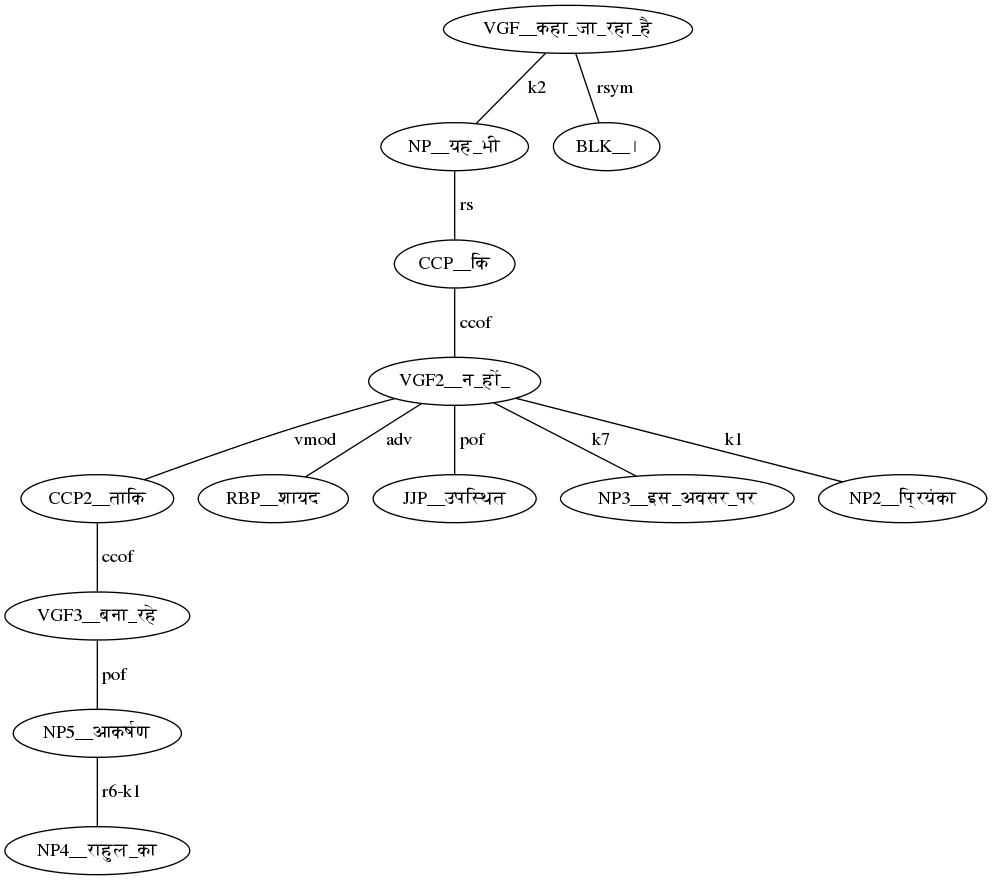 VGF__कहा_जा_रहा_है
k2
rsym
NP__यह_भी
BLK__।
rs
CCP__कि
ccof
VGF2__न_हों_
vmod
adv
pof
k7
k1
CCP2__ताकि
RBP__शायद
JJP__उपस्थित
NP3__इस_अवसर_पर
NP2__प्रियंका
ccof
VGF3__बना_रहे
pof
NP5__आकर्षण
r6-k1
NP4__राहुल_का